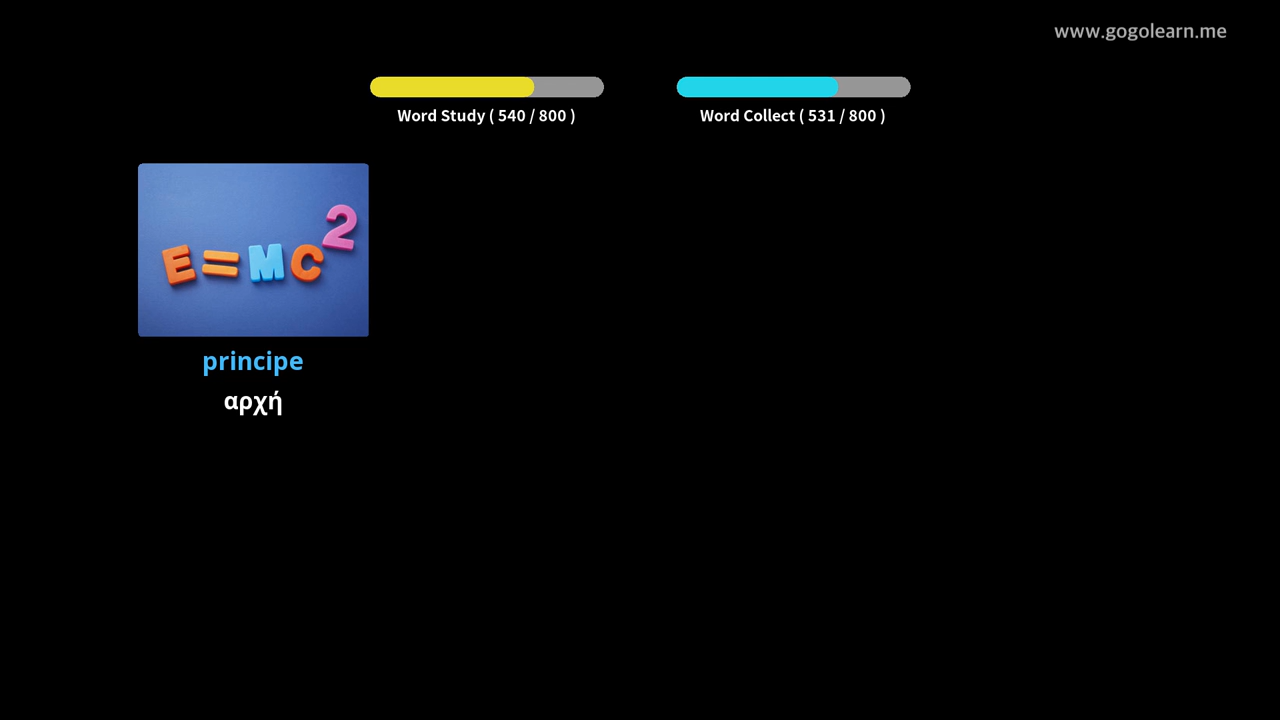 www.gogolearn.me
Word Study ( 540 / 800 )
Word Collect ( 531 / 800 )
E=MC²
principe
αρχή